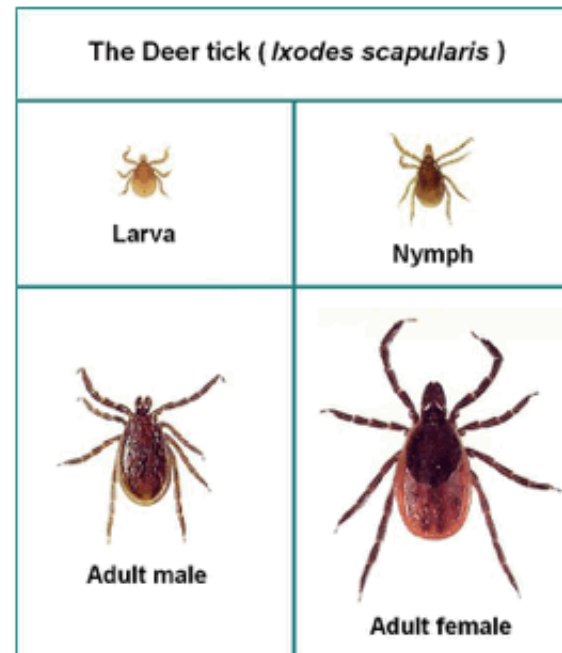 The Deer tick ( Ixodes scapularis )
Larva
Nymph
Adult male
Adult female